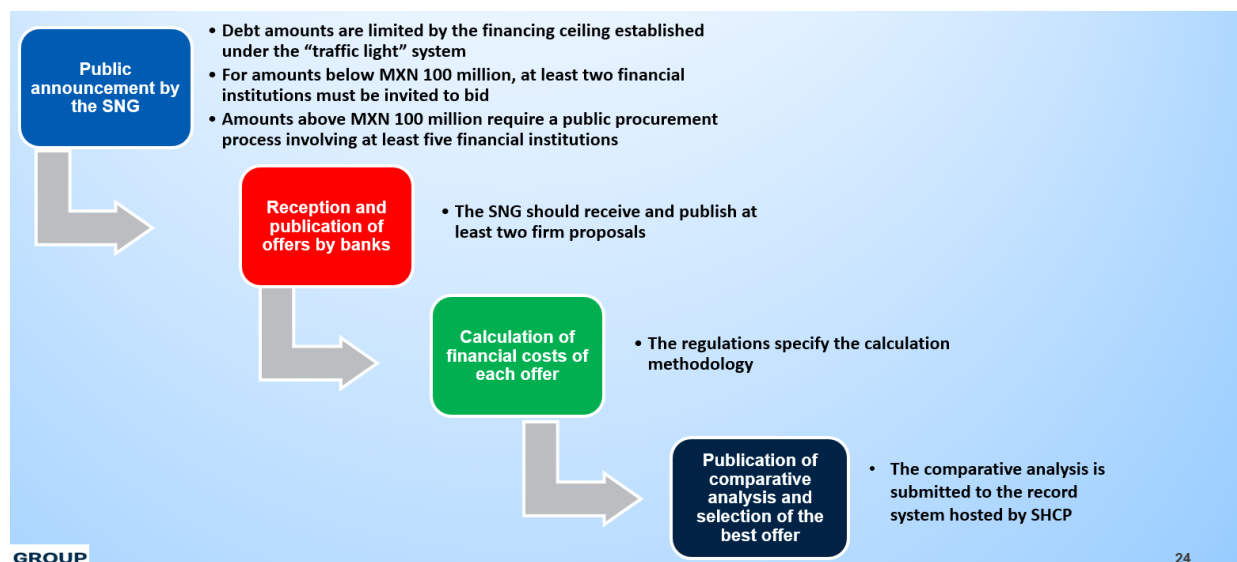 Public
announcement by
the SNG
• Debt amounts are limited by the financing ceiling established
under the “traffic light” system
• For amounts below MXN 100 million, at least two financial
institutions must be invited to bid
• Amounts above MXN 100 million require a public procurement
process involving at least five financial institutions
Reception and
publication of
offers by banks
• The SNG should receive and publish at
least two firm proposals
Calculation of
financial costs of
each offer
• The regulations specify the calculation
methodology
Publication of
comparative
analysis and
selection of the
best offer
• The comparative analysis is
submitted to the record
system hosted by SHCP
GROUP
24